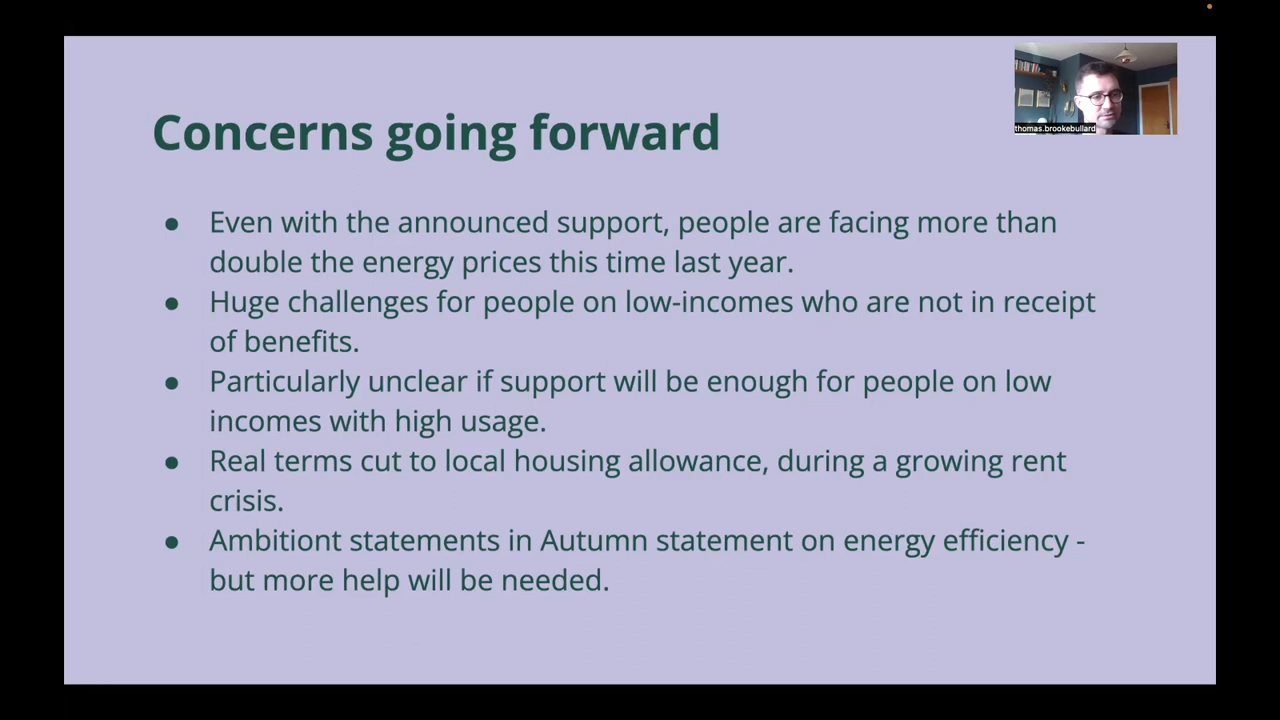 Concerns going forward
thomas.brookebullard
● Even with the announced support, people are facing more than
double the energy prices this time last year.
● Huge challenges for people on low-incomes who are not in receipt
of benefits.
● Particularly unclear if support will be enough for people on low
incomes with high usage.
● Real terms cut to local housing allowance, during a growing rent
crisis.
● Ambitiont statements in Autumn statement on energy efficiency -
but more help will be needed.